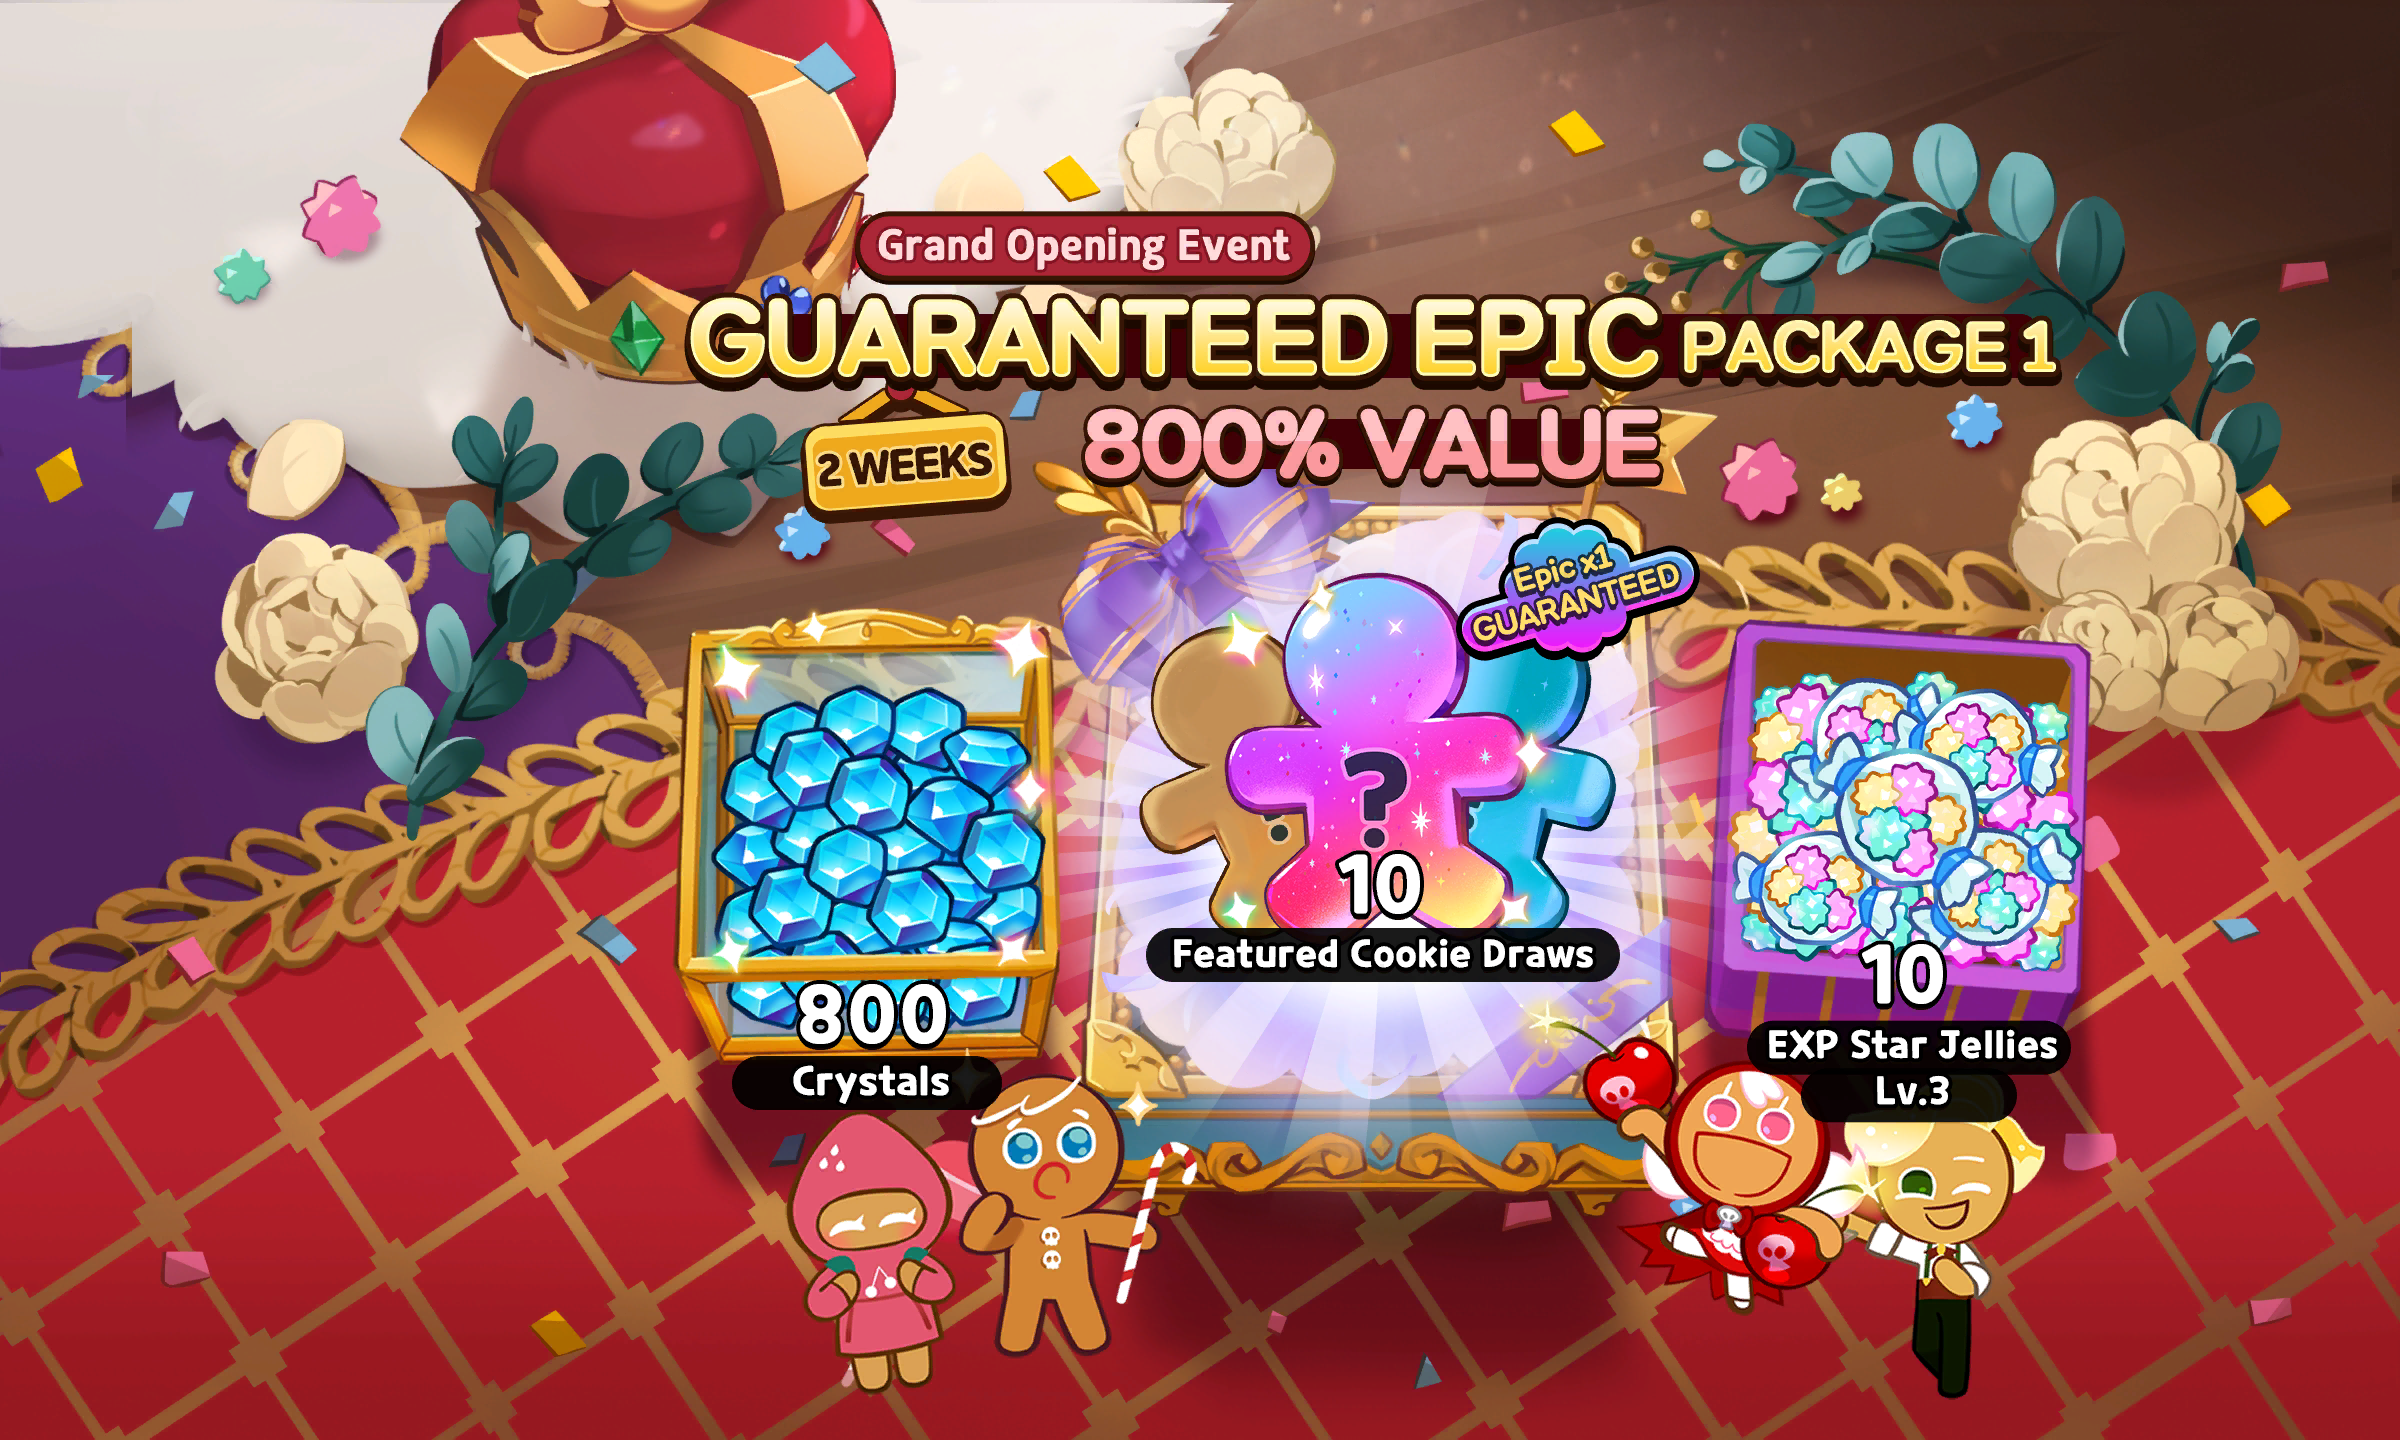 Grand Opening Event
GUARANTEED EPIC PACKAGE 1
2 WEEKS
800% VALUE
Epic x1
GUARANTEED
?
10
Featured Cookie Draws
800
Crystals
10
EXP Star Jellies
Lv.3